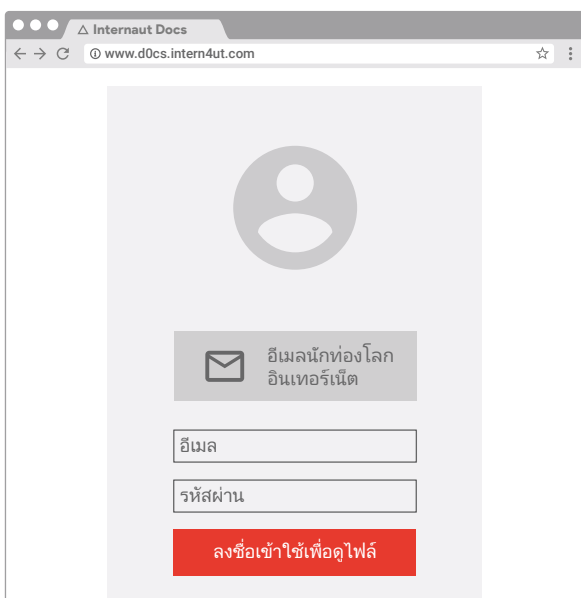 Internaut Docs
www.d0cs.intern4ut.com
อีเมลนักท่องโลก
อินเทอร์เน็ต
อีเมล
รหัสผ่าน
ลงชื่อเข้าใช้เพื่อดูไฟล์